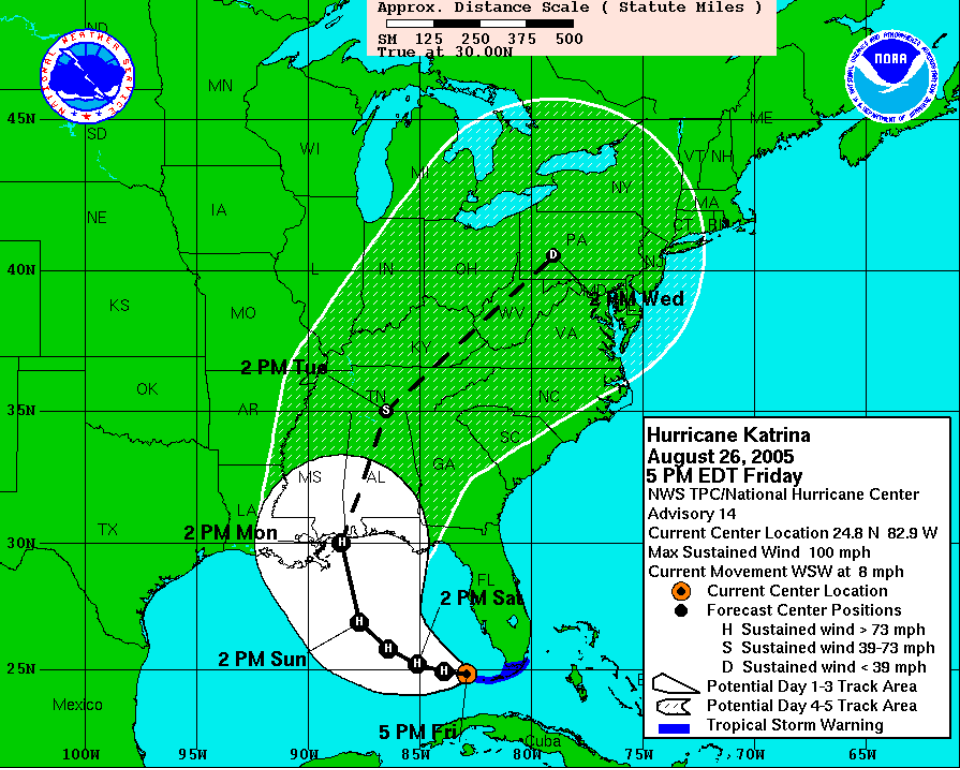 Approx. Distance Scale ( Statute Miles )
SM 125 250 375 500
True at 30.00N
NATIONAL WEATHER SERVICE
NOAA
ND
MN
ME
45N
SD
WI
VT NH
MI
NY
MA
NE
IA
CT RI
PA
40N
IN
OH
NJ
MD
2 PM Wed
KS
MO
WV
VA
KY
2 PM Tue
OK
TN
NC
35N
AR
SC
Hurricane Katrina
August 26, 2005
5 PM EDT Friday
NWS TPC/National Hurricane Center
Advisory 14
Current Center Location 24.8 N 82.9 W
Max Sustained Wind 100 mph
Current Movement WSW at 8 mph
Current Center Location
Forecast Center Positions
H Sustained wind > 73 mph
S Sustained wind 39-73 mph
D Sustained wind < 39 mph
Potential Day 1-3 Track Area
Potential Day 4-5 Track Area
Tropical Storm Warning
GA
MS
AL
LA
TX
2 PM Mon
30N
FL
2 PM Sat
2 PM Sun
25N
Mexico
5 PM Fri
Cuba
100W 95W 90W 85W 80W 75W 70W 65W
D
S
H
H
H
H
H